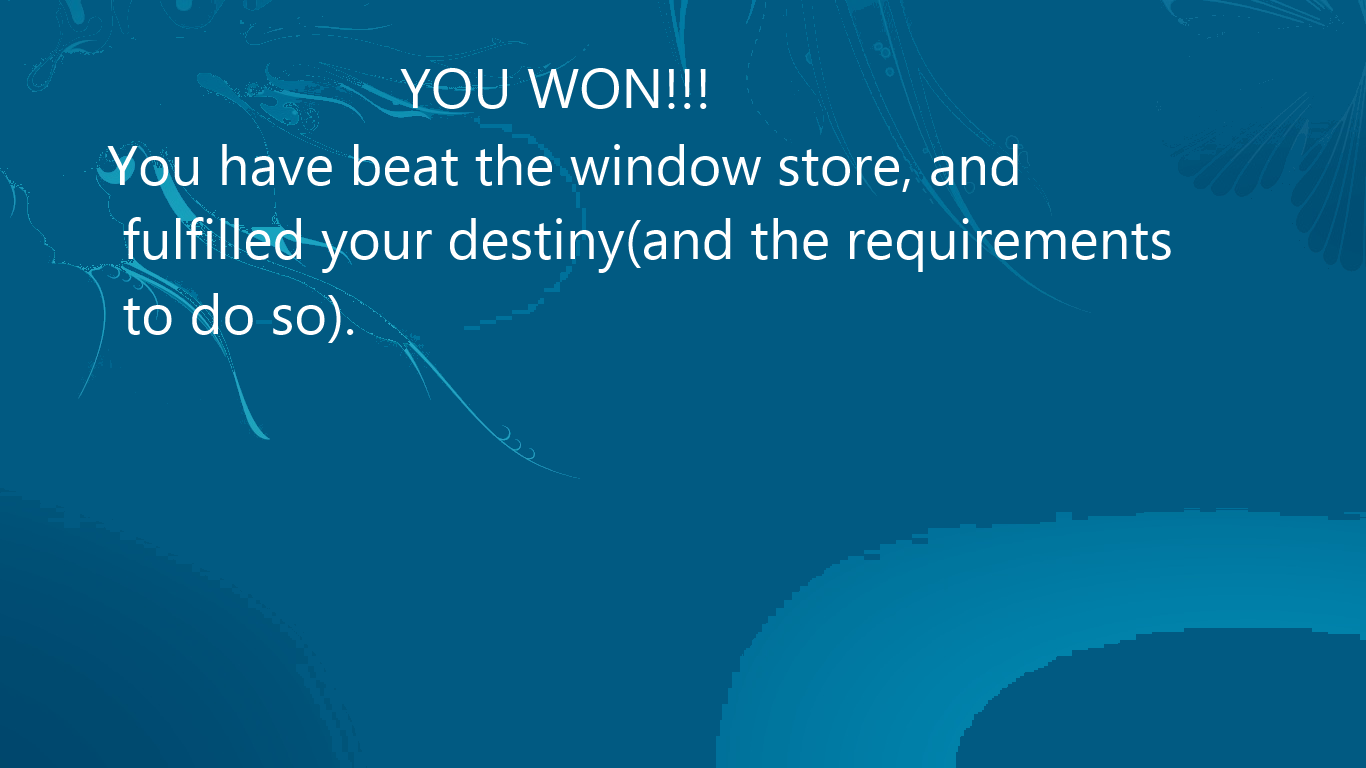 YOU WON!!!
You have beat the window store, and
fulfilled your destiny(and the requirements
to do so).